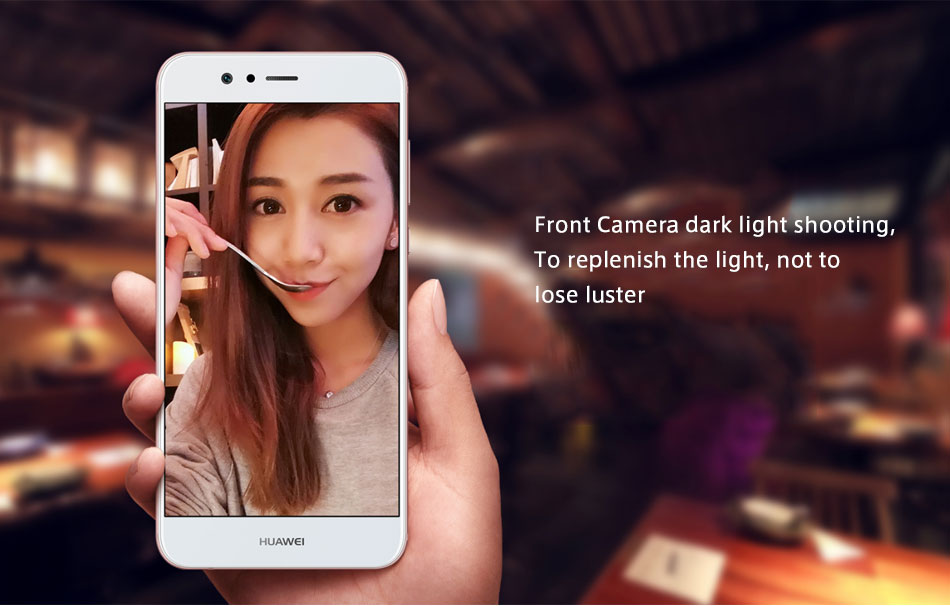 Front Camera dark light shooting,
To replenish the light, not to
lose luster
HUAWEI